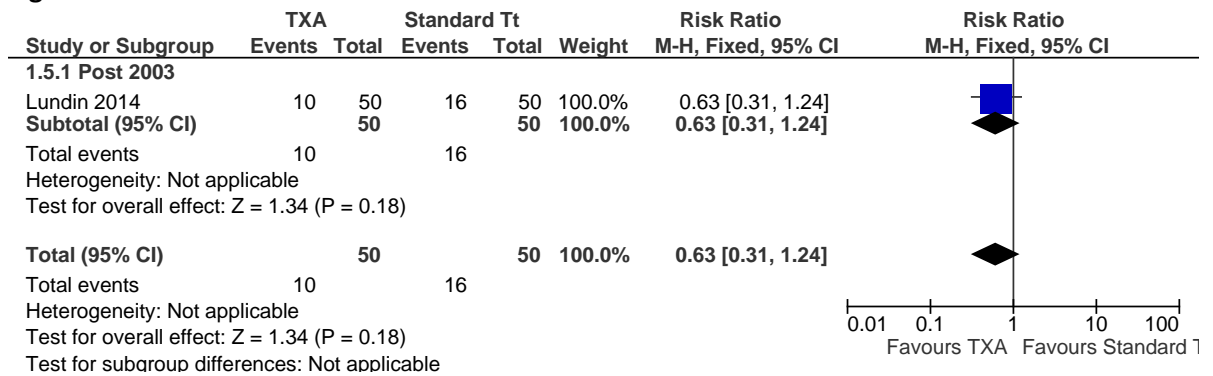 TXA Standard Tt Risk Ratio Risk Ratio
Study or Subgroup Events Total Events Total Weight M-H, Fixed, 95% CI M-H, Fixed, 95% CI
1.5.1 Post 2003
Lundin 2014 10 50 16 50 100.0% 0.63 [0.31, 1.24]
Subtotal (95% CI) 50 50 100.0% 0.63 [0.31, 1.24]
Total events 10 16
Heterogeneity: Not applicable
Test for overall effect: Z = 1.34 (P = 0.18)
Total (95% CI) 50 50 100.0% 0.63 [0.31, 1.24]
Total events 10 16
Heterogeneity: Not applicable
Test for overall effect: Z = 1.34 (P = 0.18)
Test for subgroup differences: Not applicable
0.01 0.1 1 10 100
Favours TXA Favours Standard